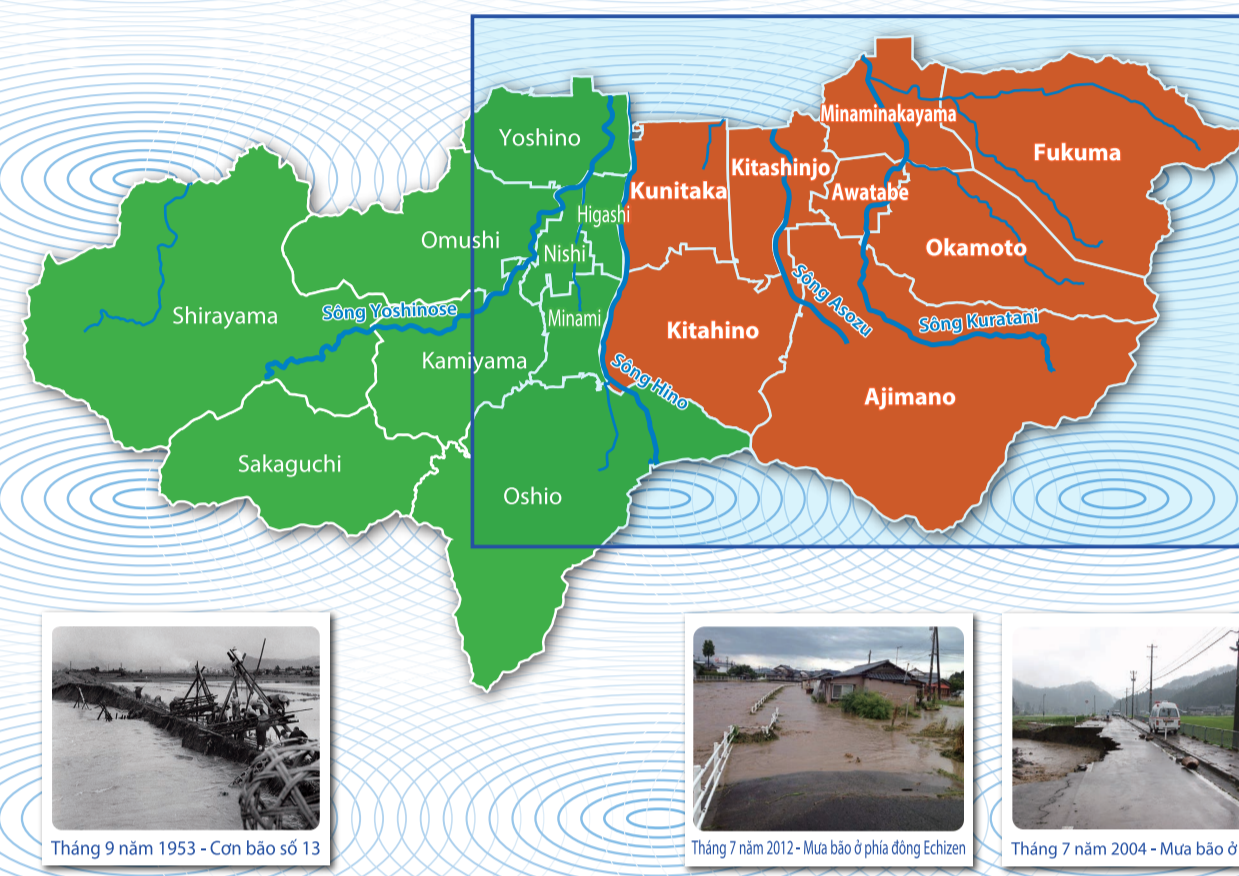 Minaminakayama
Yoshino
Fukuma
Kitashinjo
Kunitaka
Awatabe
Higashi
Omushi
Okamoto
Nishi
Sông Asozu
Shirayama
Sông Yoshinose
Minami
Sông Kuratani
Kitahino
Kamiyama
Sông Hino
Ajimano
Sakaguchi
Oshio
Tháng 9 năm 1953 - Cơn bão số 13
Tháng 7 năm 2012 - Mưa bão ở phía đông Echizen
Tháng 7 năm 2004 - Mưa bão ở